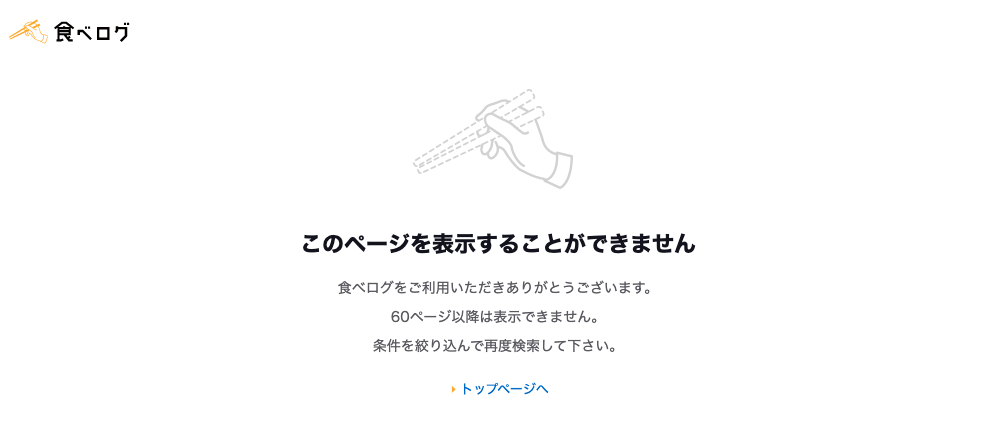 食べログ
このページを表示することができません
食べログをご利用いただきありがとうございます。
60ページ以降は表示できません。
条件を絞り込んで再度検索して下さい。
トップページへ